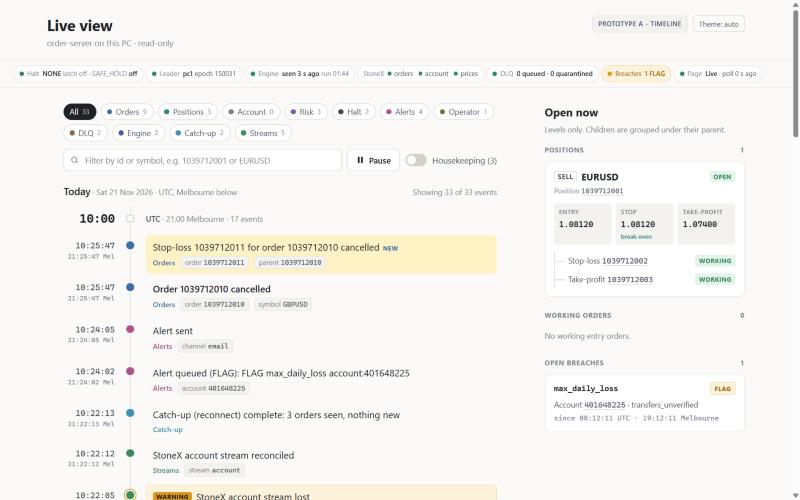 Live view
order-server on this PC · read-only
PROTOTYPE A - TIMELINE
Theme: auto
Halt NONE latch off · SAFE_HOLD off
Leader pc1 epoch 150031
Engine seen 3 s ago run 01:44
StoneX orders account prices
DLQ 0 queued · 0 quarantined
Breaches 1 FLAG
Page Live · poll 0 s ago
All 33
Orders 9
Positions 3
Account 0
Risk 3
Halt 2
Alerts 4
Operator 1
DLQ 2
Engine 2
Catch-up 2
Streams 5
Filter by id or symbol, e.g. 1039712001 or EURUSD
Pause
Housekeeping (3)
Today · Sat 21 Nov 2026 · UTC, Melbourne below
Showing 33 of 33 events
10:00
UTC · 21:00 Melbourne · 17 events
10:25:47
21:25:47 Mel
Stop-loss 1039712011 for order 1039712010 cancelled NEW
Orders order 1039712011 parent 1039712010
10:25:47
21:25:47 Mel
Order 1039712010 cancelled
Orders order 1039712010 symbol GBPUSD
10:24:05
21:24:05 Mel
Alert sent
Alerts channel email
10:24:02
21:24:02 Mel
Alert queued (FLAG): FLAG max_daily_loss account:401648225
Alerts account 401648225
10:22:13
21:22:13 Mel
Catch-up (reconnect) complete: 3 orders seen, nothing new
Catch-up
10:22:12
21:22:12 Mel
StoneX account stream reconciled
Streams stream account
10:22:05
WARNING StoneX account stream lost
Open now
Levels only. Children are grouped under their parent.
POSITIONS 1
SELL EURUSD OPEN
Position 1039712001
ENTRY
1.08120
STOP
1.08120
break-even
TAKE-PROFIT
1.07400
Stop-loss 1039712002 WORKING
Take-profit 1039712003 WORKING
WORKING ORDERS 0
No working entry orders.
OPEN BREACHES 1
max_daily_loss FLAG
Account 401648225 · transfers_unverified
since 08:12:11 UTC · 19:12:11 Melbourne